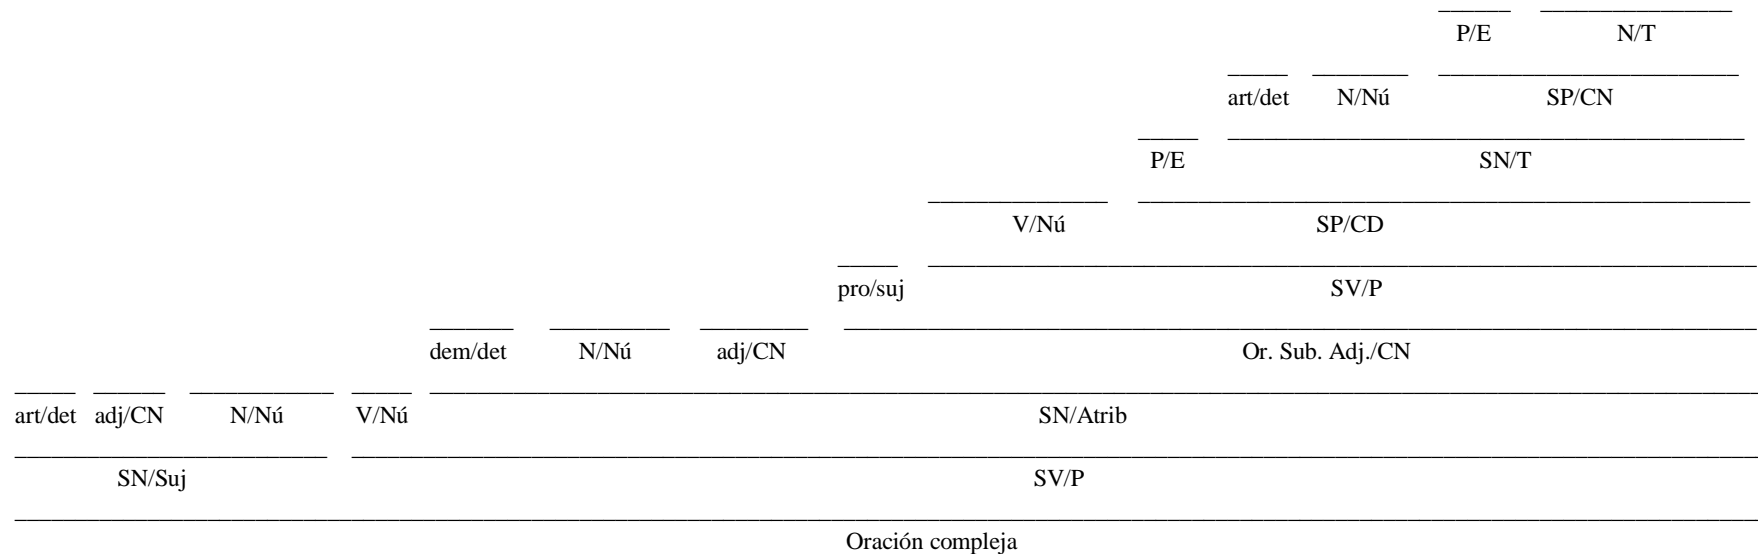 P/E N/T
art/det N/Nú SP/CN
P/E SN/T
V/Nú SP/CD
pro/suj SV/P
dem/det N/Nú adj/CN Or. Sub. Adj./CN
art/det adj/CN N/Nú V/Nú SN/Atrib
SN/Suj SV/P
Oración compleja